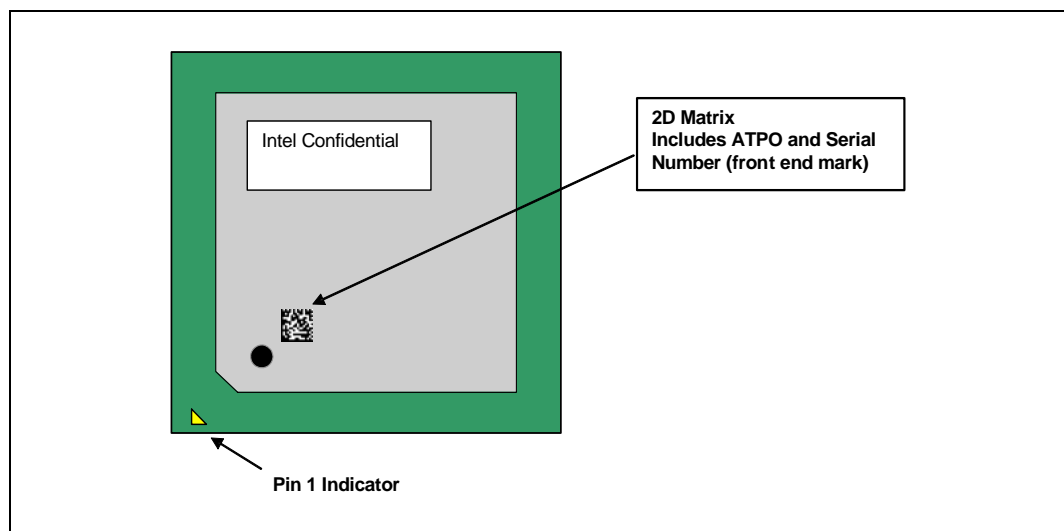 Intel Confidential
2D Matrix
Includes ATPO and Serial
Number (front end mark)
Pin 1 Indicator